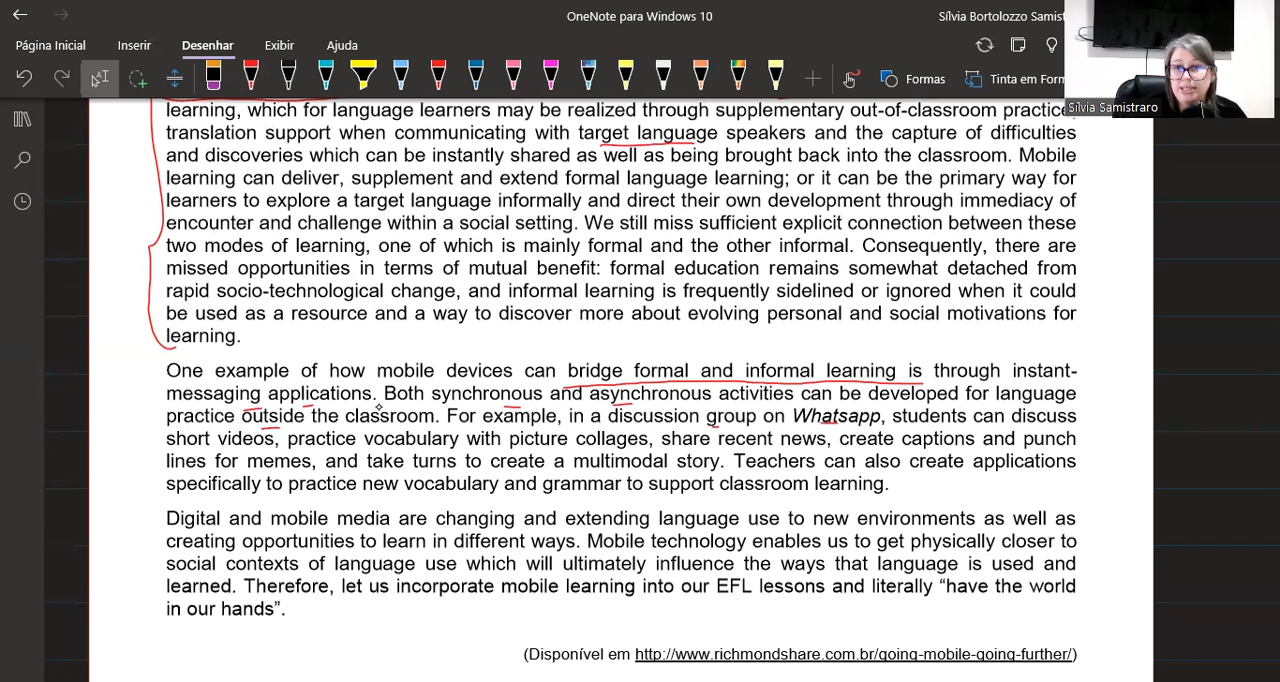 OneNote para Windows 10
Sílvia Bortolozzo Samist
Página Inicial Inserir Desenhar Exibir Ajuda
Formas Tinta em Form
Sílvia Samistraro
learning, which for language learners may be realized through supplementary out-of-classroom practice,
translation support when communicating with target language speakers and the capture of difficulties
and discoveries which can be instantly shared as well as being brought back into the classroom. Mobile
learning can deliver, supplement and extend formal language learning; or it can be the primary way for
learners to explore a target language informally and direct their own development through immediacy of
encounter and challenge within a social setting. We still miss sufficient explicit connection between these
two modes of learning, one of which is mainly formal and the other informal. Consequently, there are
missed opportunities in terms of mutual benefit: formal education remains somewhat detached from
rapid socio-technological change, and informal learning is frequently sidelined or ignored when it could
be used as a resource and a way to discover more about evolving personal and social motivations for
learning.
One example of how mobile devices can bridge formal and informal learning is through instant-
messaging applications. Both synchronous and asynchronous activities can be developed for language
practice outside the classroom. For example, in a discussion group on Whatsapp, students can discuss
short videos, practice vocabulary with picture collages, share recent news, create captions and punch
lines for memes, and take turns to create a multimodal story. Teachers can also create applications
specifically to practice new vocabulary and grammar to support classroom learning.
Digital and mobile media are changing and extending language use to new environments as well as
creating opportunities to learn in different ways. Mobile technology enables us to get physically closer to
social contexts of language use which will ultimately influence the ways that language is used and
learned. Therefore, let us incorporate mobile learning into our EFL lessons and literally “have the world
in our hands”.
(Disponível em http://www.richmondshare.com.br/going-mobile-going-further/)